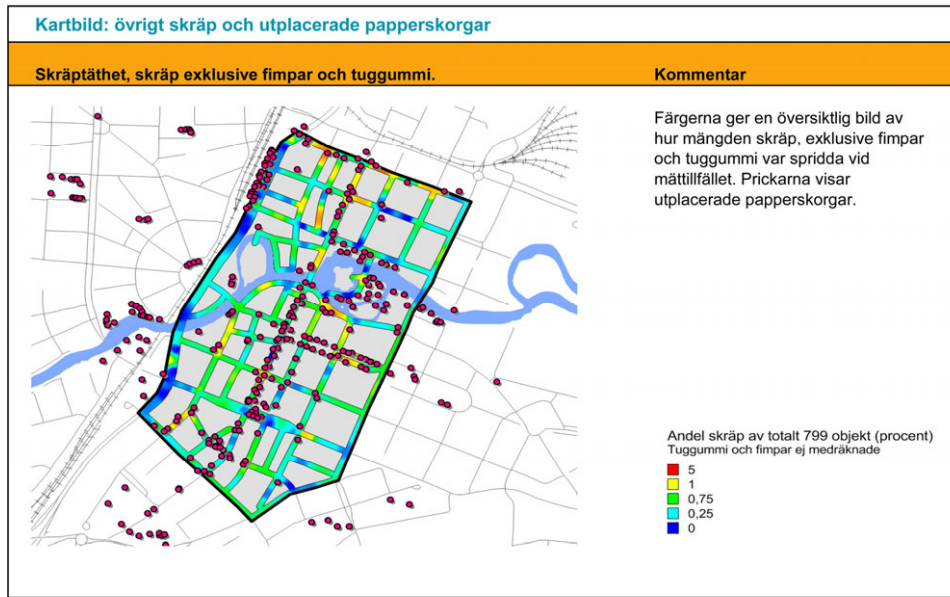 Kartbild: övrigt skräp och utplacerade papperskorgar
Skräptäthet, skräp exklusive fimpar och tuggummi.
Kommentar
Färgerna ger en översiktlig bild av
hur mängden skräp, exklusive fimpar
och tuggummi var spridda vid
mättillfället. Prickarna visar
utplacerade papperskorgar.
Andel skräp av totalt 799 objekt (procent)
Tuggummi och fimpar ej medräknade
5
1
0,75
0,25
0